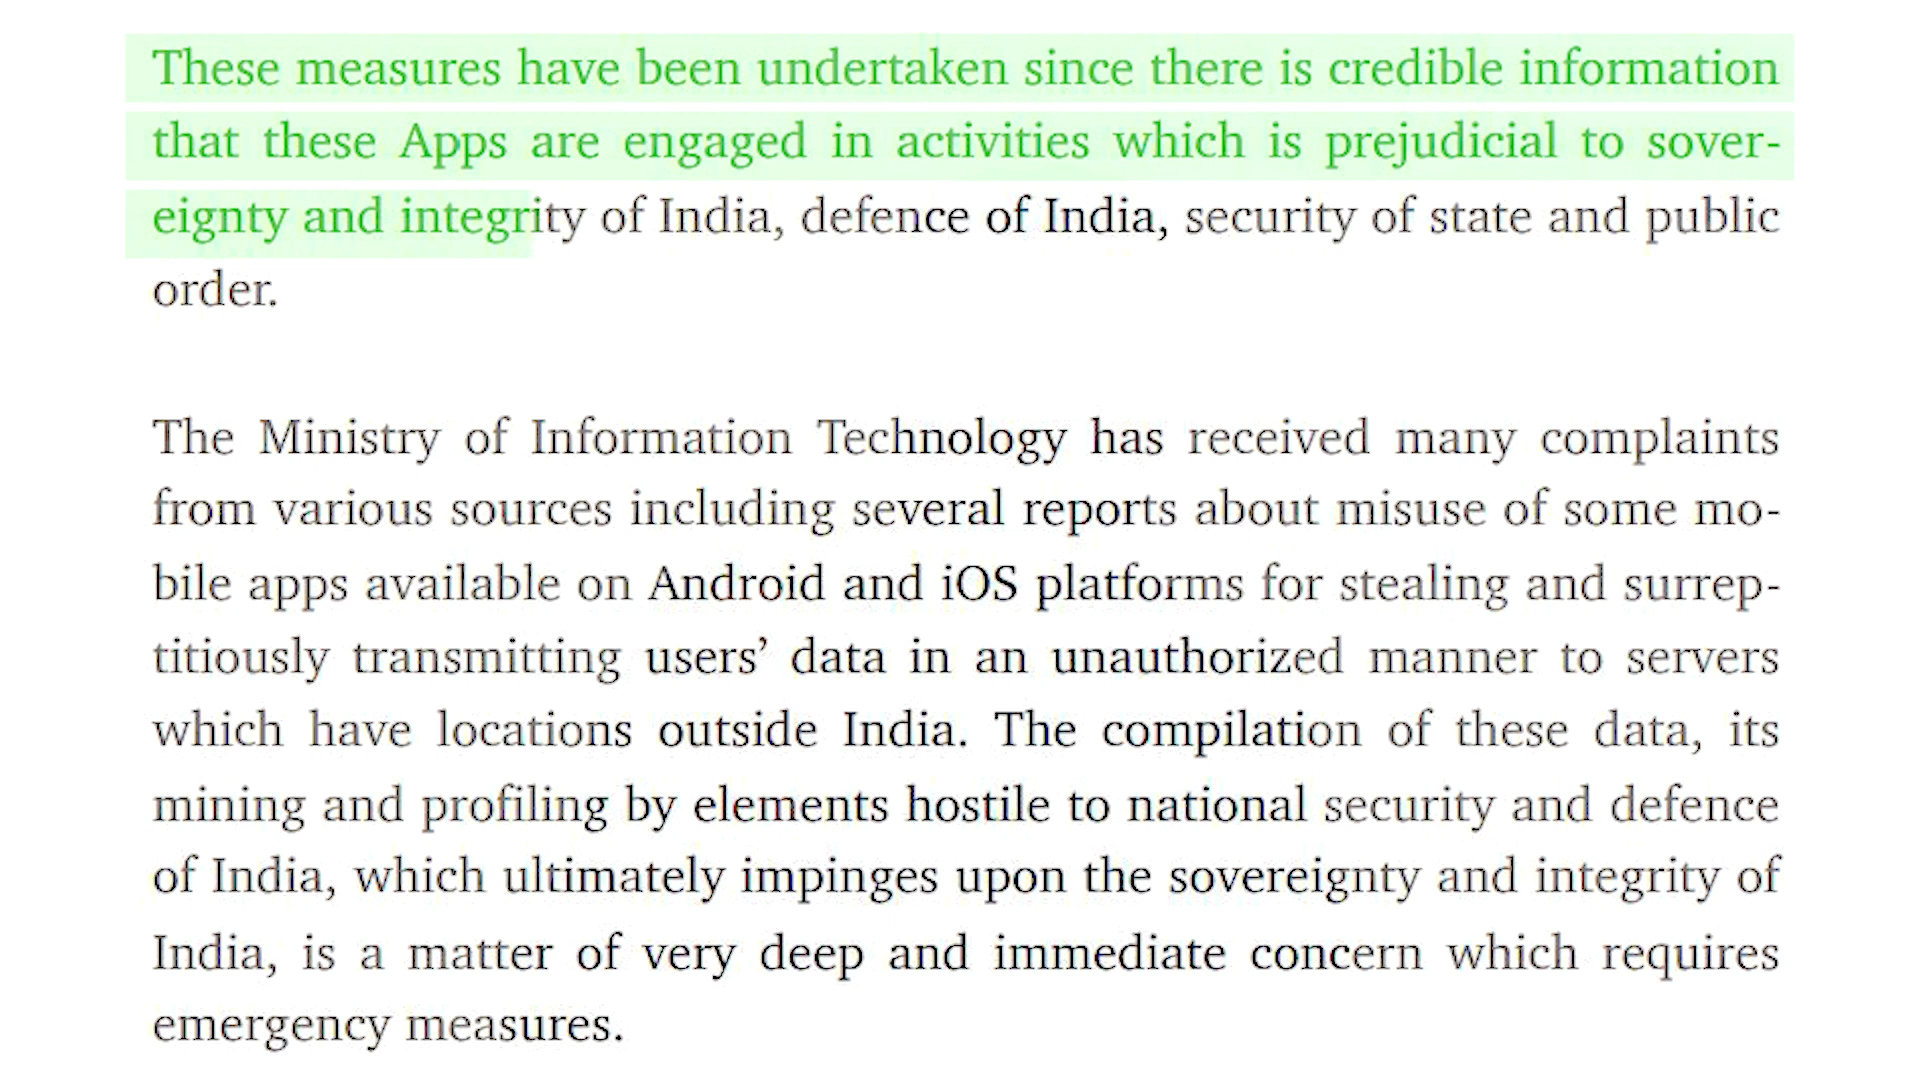 These measures have been undertaken since there is credible information
that these Apps are engaged in activities which is prejudicial to sover-
eignty and integrity of India, defence of India, security of state and public
order.
The Ministry of Information Technology has received many complaints
from various sources including several reports about misuse of some mo-
bile apps available on Android and iOS platforms for stealing and surrep-
titiously transmitting users’ data in an unauthorized manner to servers
which have locations outside India. The compilation of these data, its
mining and profiling by elements hostile to national security and defence
of India, which ultimately impinges upon the sovereignty and integrity of
India, is a matter of very deep and immediate concern which requires
emergency measures.